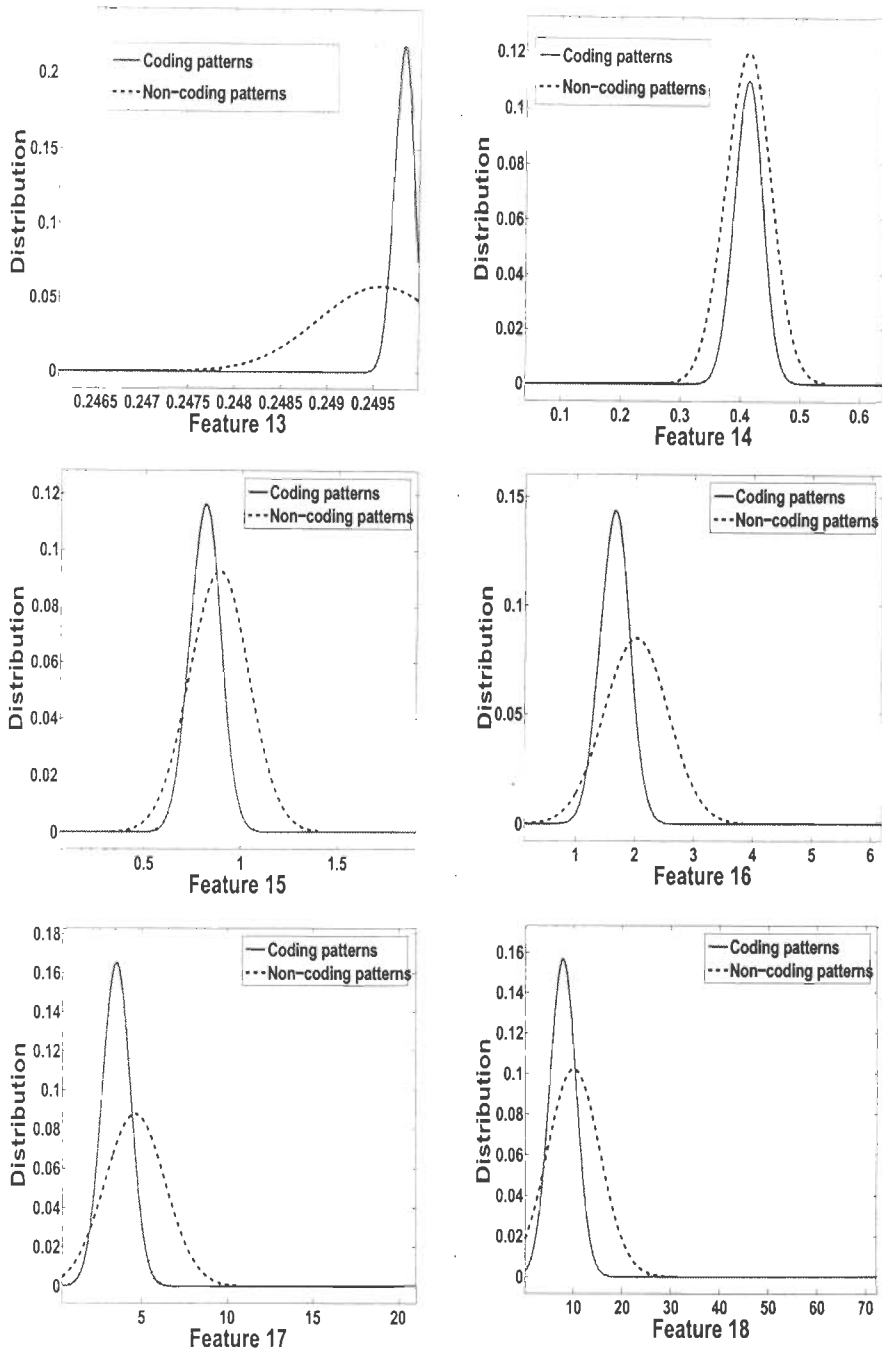 Coding patterns
Non-coding patterns
0.2
0.15
0.1
0.05
0
Distribution
0.2465 0.247 0.2475 0.248 0.2485 0.249 0.2495
Feature 13
Coding patterns
Non-coding patterns
0.12
0.1
0.08
0.06
0.04
0.02
0
Distribution
0.1 0.2 0.3 0.4 0.5 0.6
Feature 14
Coding patterns
Non-coding patterns
0.12
0.1
0.08
0.06
0.04
0.02
0
Distribution
0.5 1 1.5
Feature 15
Coding patterns
Non-coding patterns
0.15
0.1
0.05
0
Distribution
1 2 3 4 5 6
Feature 16
Coding patterns
Non-coding patterns
0.18
0.16
0.14
0.12
0.1
0.08
0.06
0.04
0.02
0
Distribution
5 10 15 20
Feature 17
Coding patterns
Non-coding patterns
0.16
0.14
0.12
0.1
0.08
0.06
0.04
0.02
0
Distribution
10 20 30 40 50 60 70
Feature 18